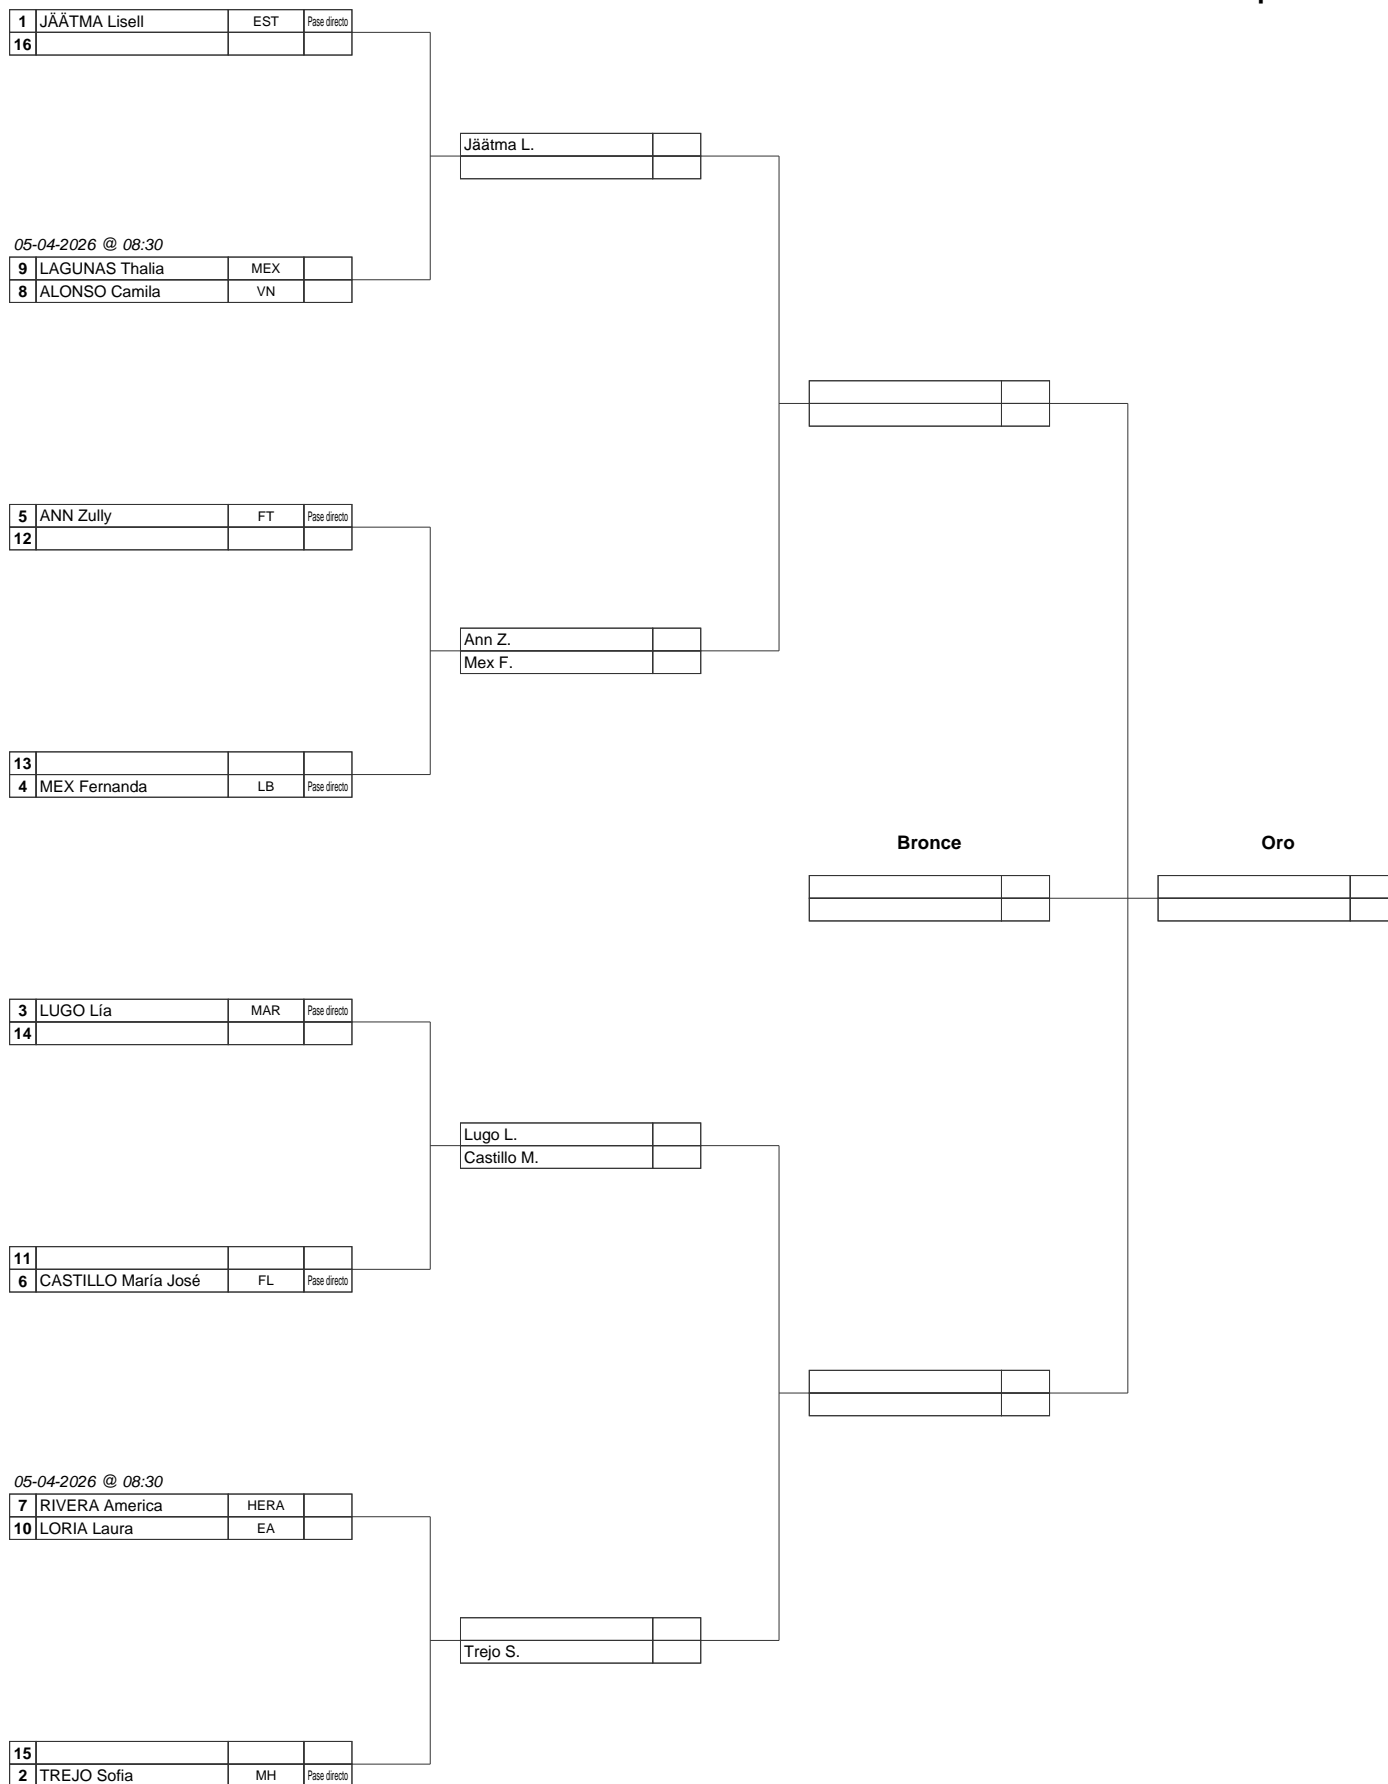 1 JÄÄTMA Lisell EST Pase directo
16
Jäätma L.
05-04-2026 @ 08:30
9 LAGUNAS Thalia MEX
8 ALONSO Camila VN
5 ANN Zully FT Pase directo
12
Ann Z.
Mex F.
13
4 MEX Fernanda LB Pase directo
Bronce Oro
3 LUGO Lía MAR Pase directo
14
Lugo L.
Castillo M.
11
6 CASTILLO María José FL Pase directo
05-04-2026 @ 08:30
7 RIVERA America HERA
10 LORIA Laura EA
Trejo S.
15
2 TREJO Sofia MH Pase directo